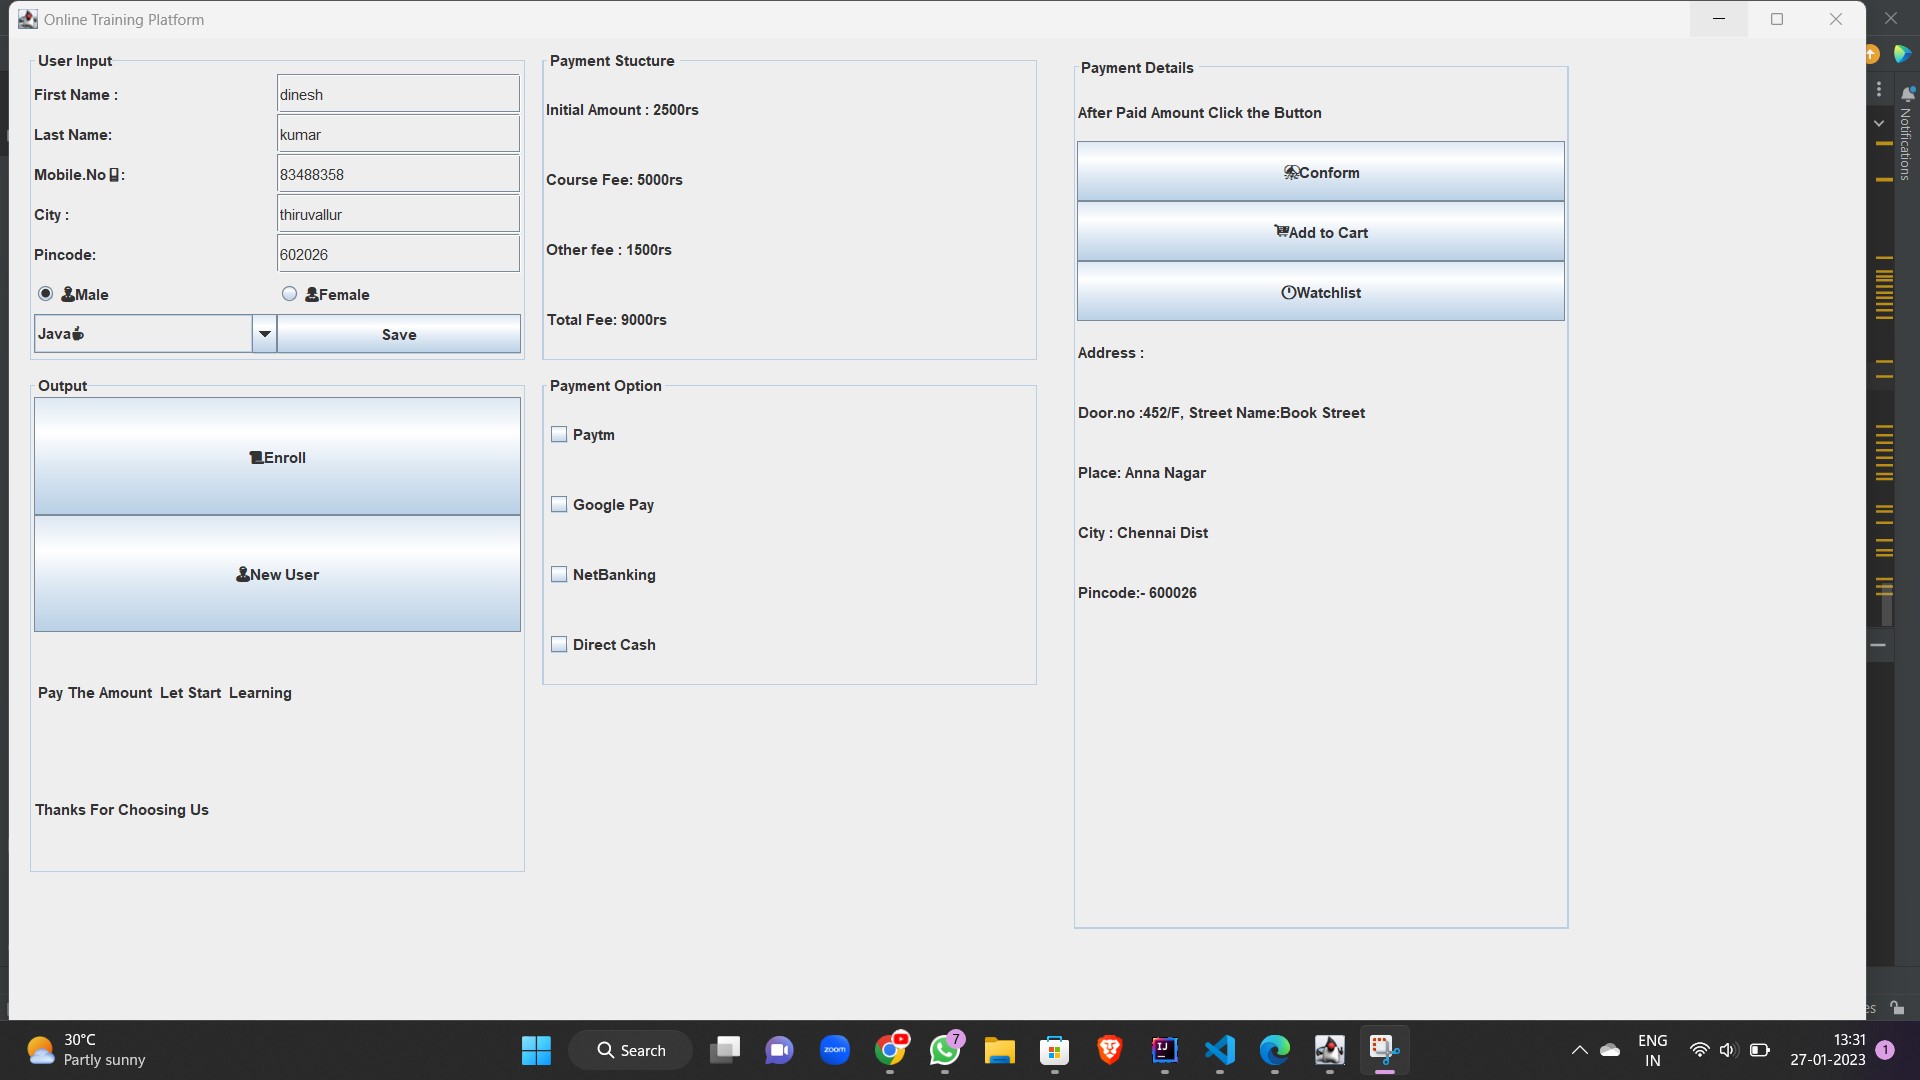 Online Training Platform
User Input
First Name :
dinesh
Last Name:
kumar
Mobile.No :
83488358
City :
thiruvallur
Pincode:
602026
Male
Female
Java
Save
Output
Enroll
New User
Pay The Amount Let Start Learning
Thanks For Choosing Us
Payment Stucture
Initial Amount : 2500rs
Course Fee: 5000rs
Other fee : 1500rs
Total Fee: 9000rs
Payment Option
Paytm
Google Pay
NetBanking
Direct Cash
Payment Details
After Paid Amount Click the Button
Conform
Add to Cart
Watchlist
Address :
Door.no :452/F, Street Name:Book Street
Place: Anna Nagar
City : Chennai Dist
Pincode:- 600026
Notifications
es
30°C
Partly sunny
Search
zoom
7
IJ
ENG
IN
13:31
27-01-2023
1